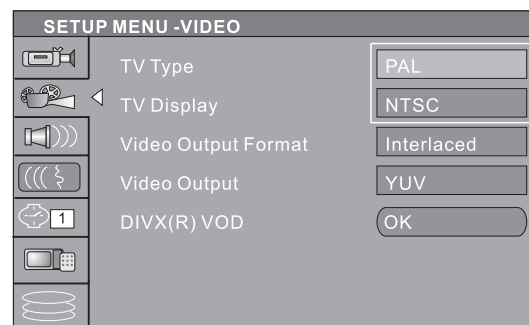 SETUP MENU -VIDEO
TV Type PAL
TV Display NTSC
Video Output Format Interlaced
Video Output YUV
1 DIVX(R) VOD OK